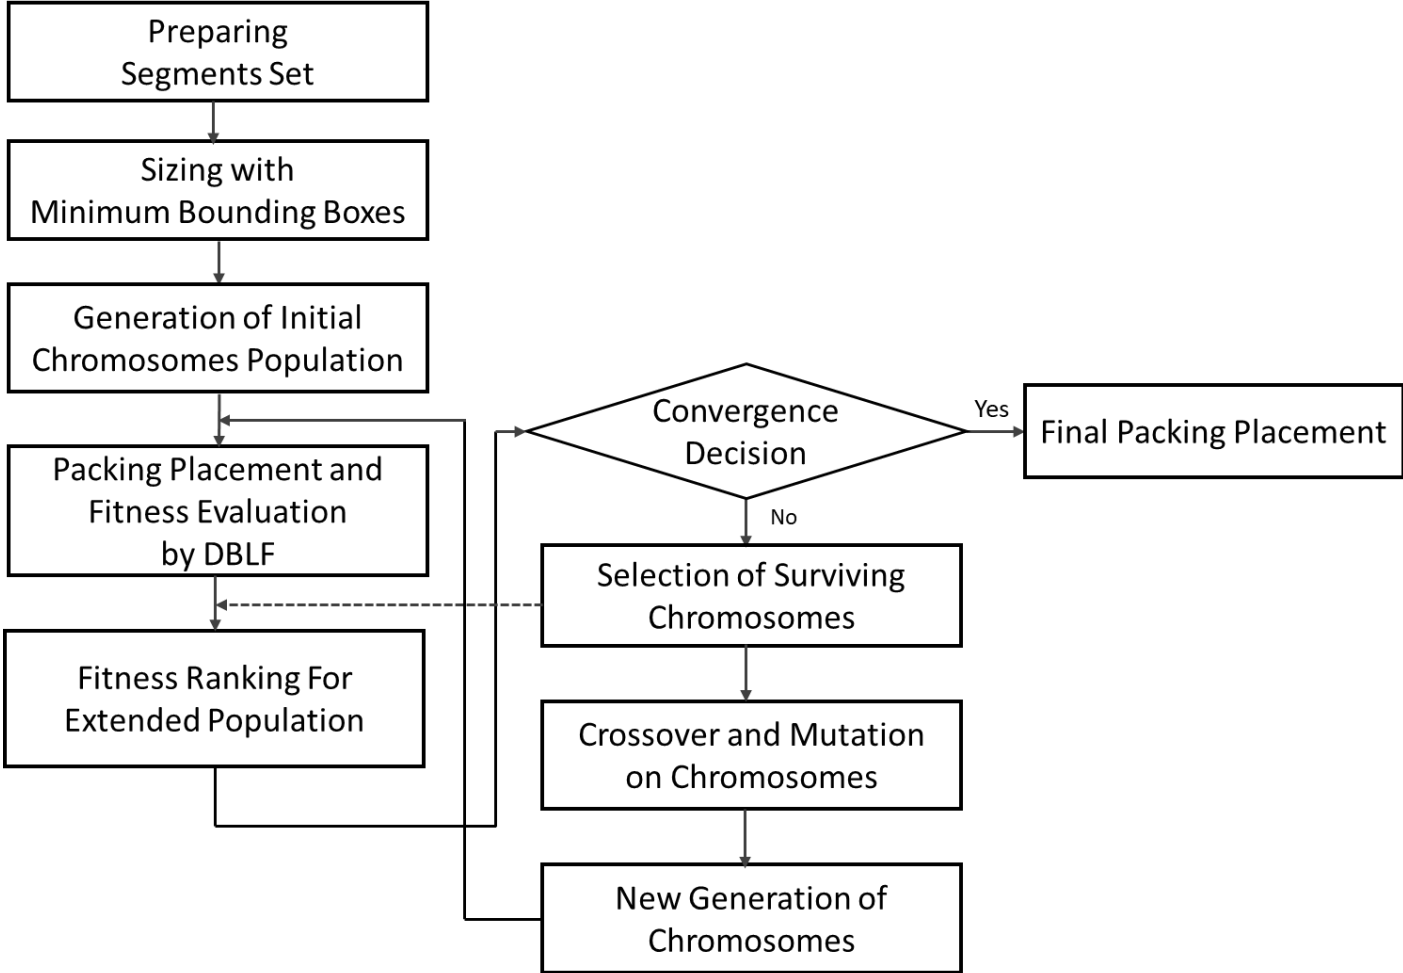 Preparing
Segments Set
Sizing with
Minimum Bounding Boxes
Generation of Initial
Chromosomes Population
Packing Placement and
Fitness Evaluation
by DBLF
Fitness Ranking For
Extended Population
Convergence
Decision
Yes
Final Packing Placement
No
Selection of Surviving
Chromosomes
Crossover and Mutation
on Chromosomes
New Generation of
Chromosomes